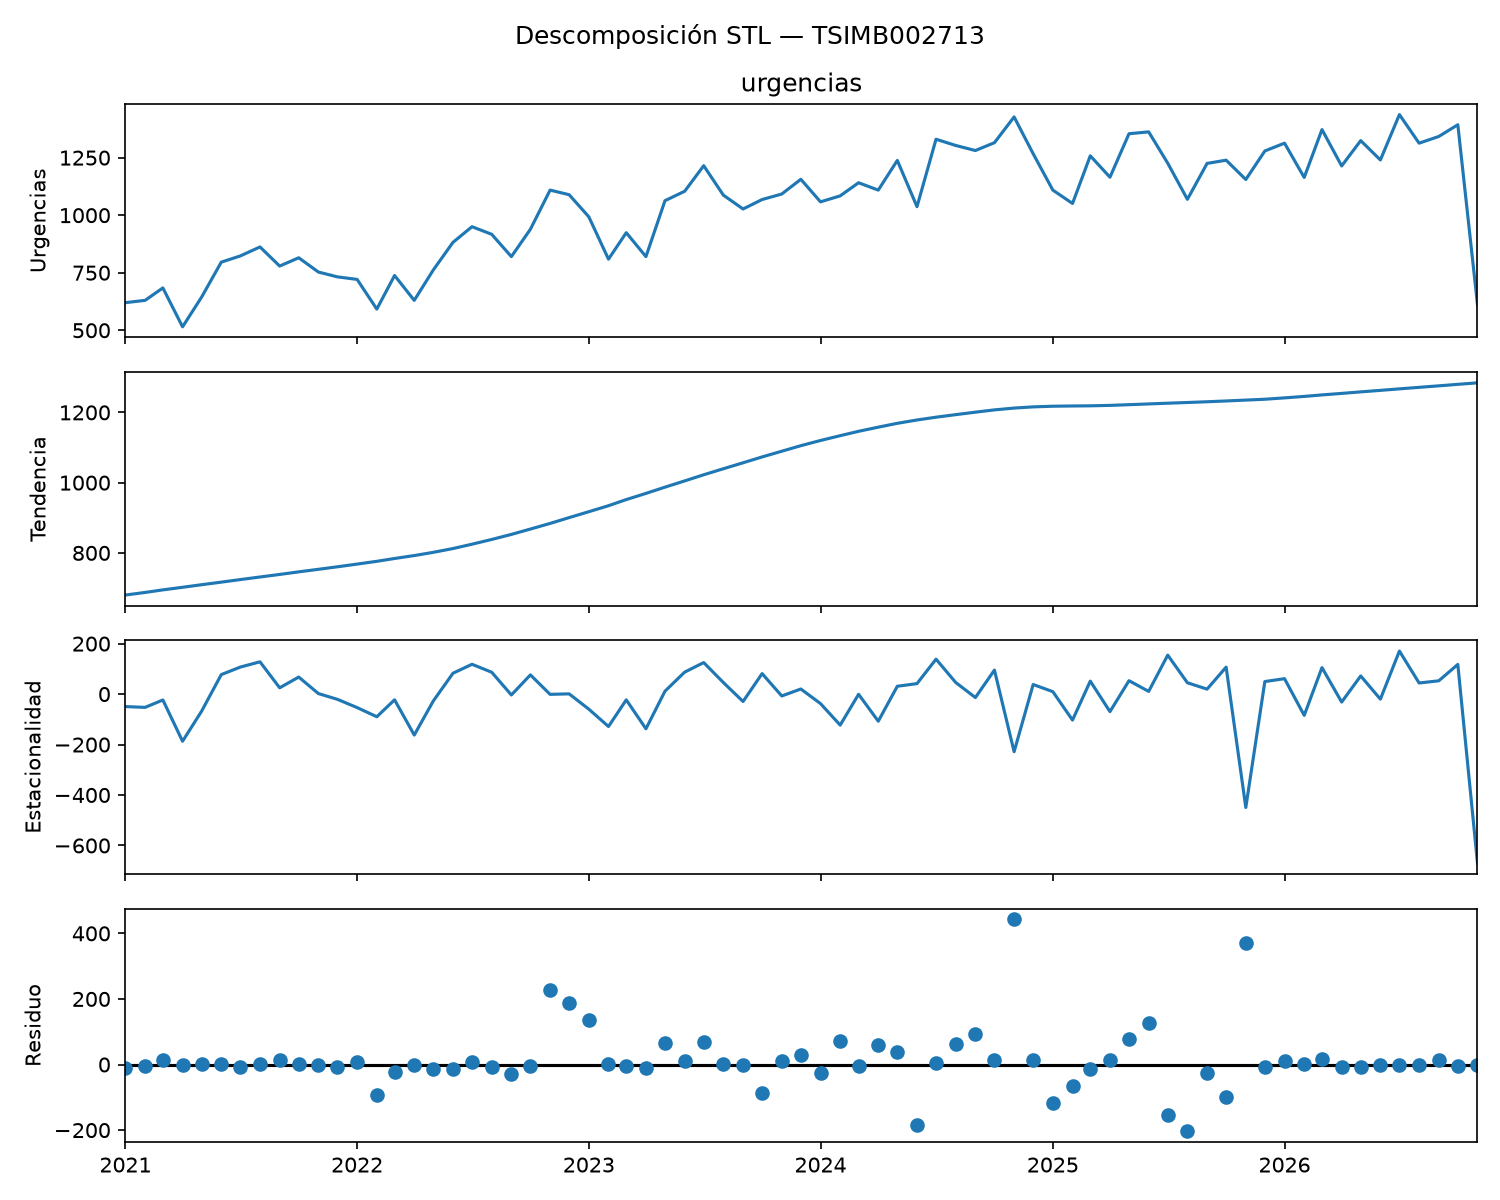 Descomposición STL — TSIMB002713
urgencias
Urgencias
1250
1000
750
500
Tendencia
1200
1000
800
Estacionalidad
200
0
−200
−400
−600
Residuo
400
200
0
−200
2021 2022 2023 2024 2025 2026